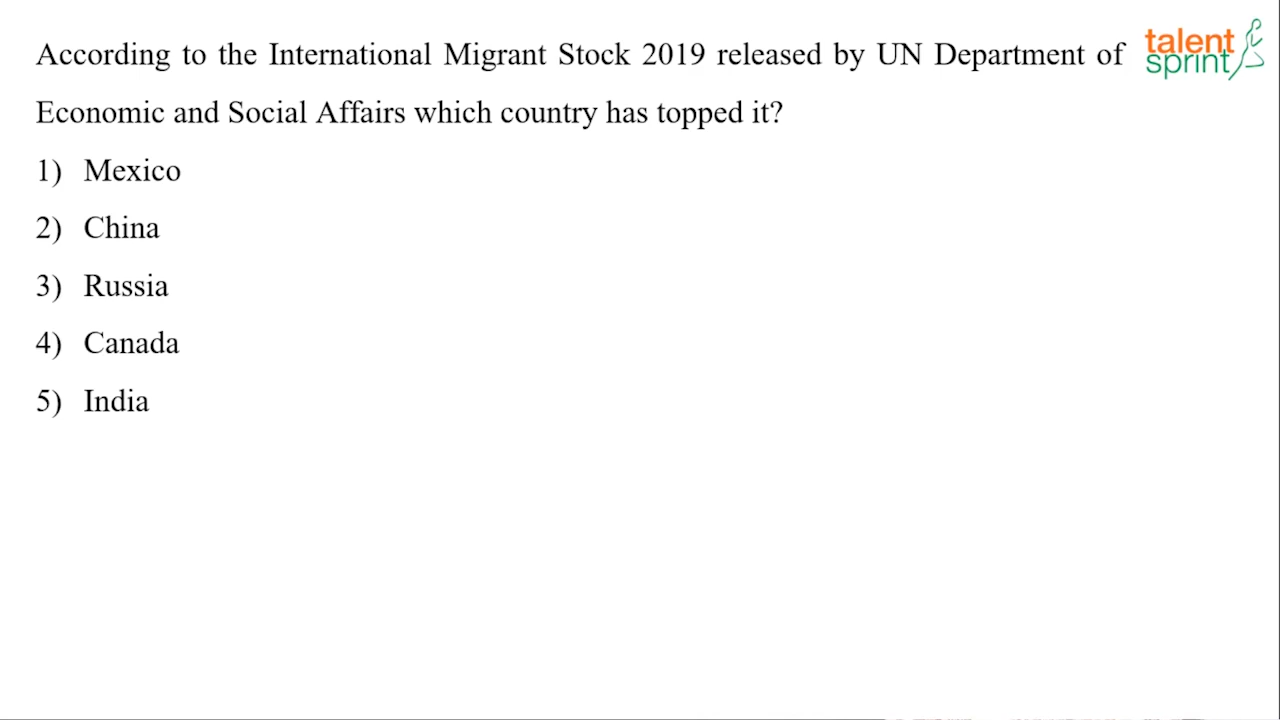 According to the International Migrant Stock 2019 released by UN Department of
Economic and Social Affairs which country has topped it?
1) Mexico
2) China
3) Russia
4) Canada
5) India
talent
sprint